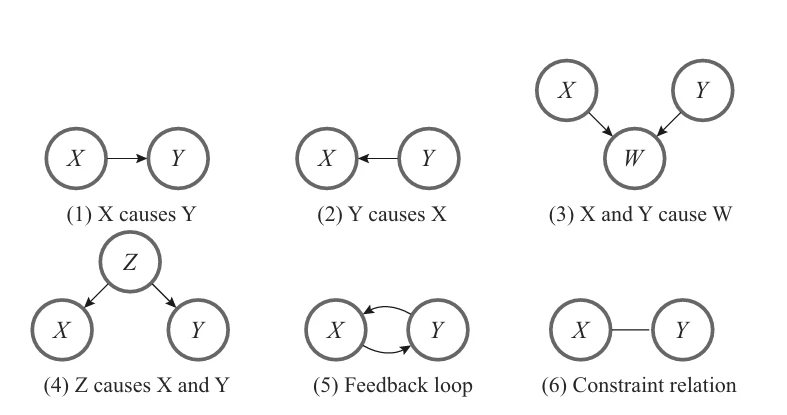 X
Y
X
Y
X
Y
W
(1) X causes Y
(2) Y causes X
(3) X and Y cause W
Z
X
Y
X
Y
X
Y
(4) Z causes X and Y
(5) Feedback loop
(6) Constraint relation